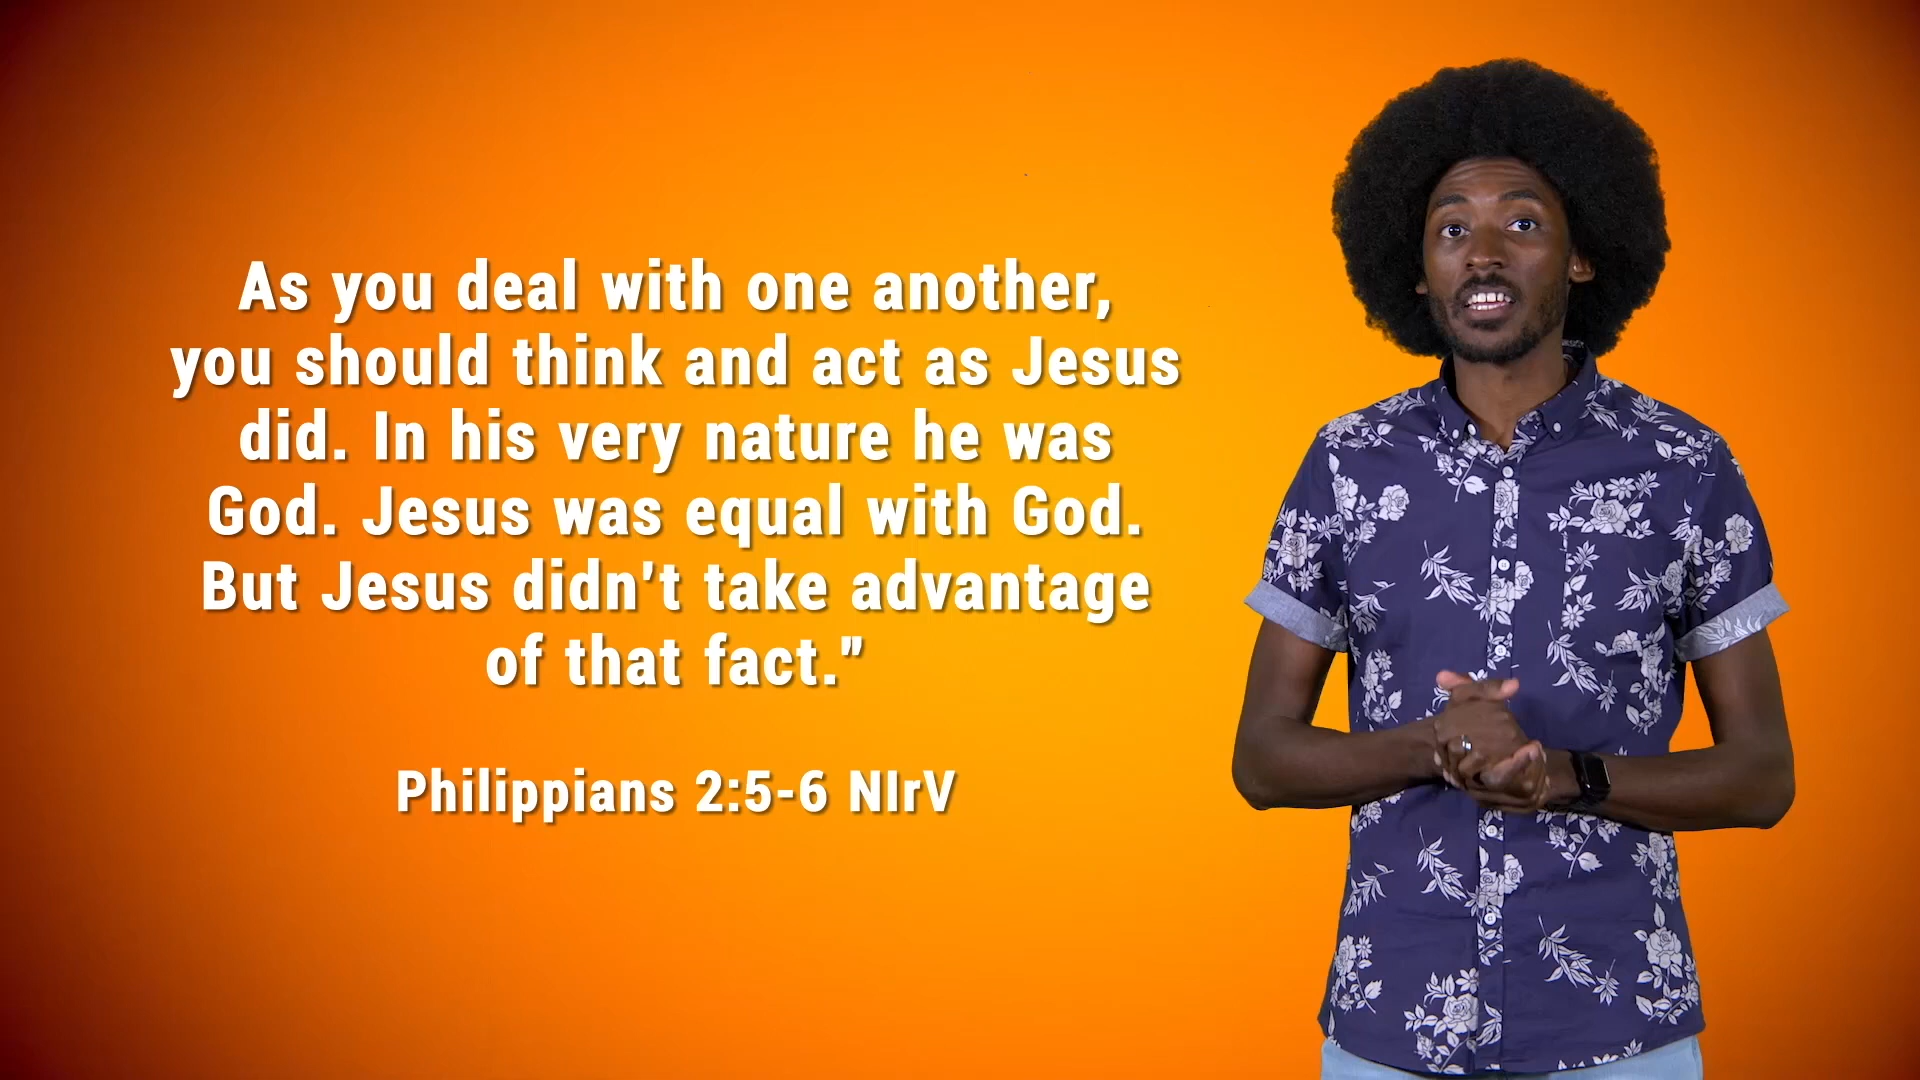 As you deal with one another,
you should think and act as Jesus
did. In his very nature he was
God. Jesus was equal with God.
But Jesus didn't take advantage
of that fact.”
Philippians 2:5-6 NIrV